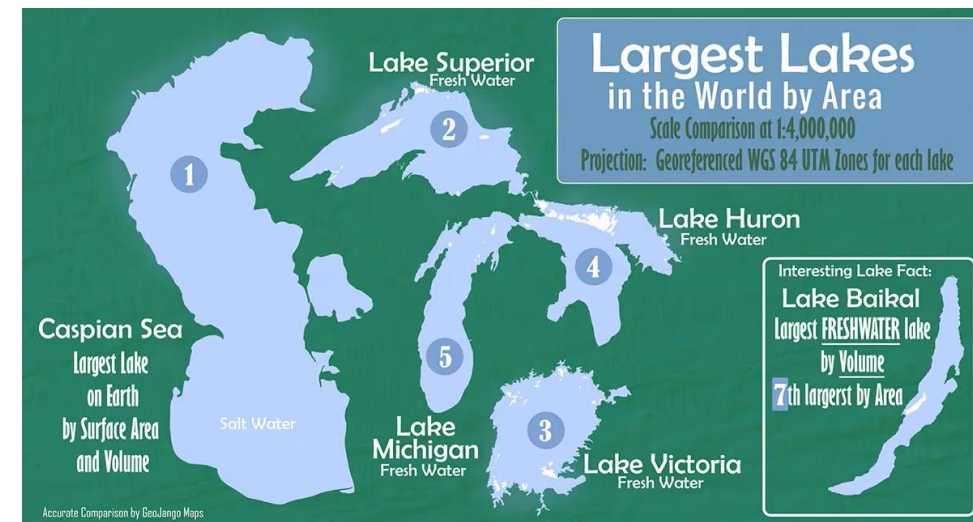 Largest Lakes
in the World by Area
Scale Comparison at 1:4,000,000
Projection: Georeferenced WGS 84 UTM Zones for each lake
Lake Superior
Fresh Water
1
2
Lake Huron
Fresh Water
4
Caspian Sea
Largest Lake
on Earth
by Surface Area
and Volume
Salt Water
5
Lake
Michigan
Fresh Water
3
Lake Victoria
Fresh Water
Interesting Lake Fact:
Lake Baikal
Largest FRESHWATER lake
by Volume
7th largerst by Area
Accurate Comparison by GeoJango Maps